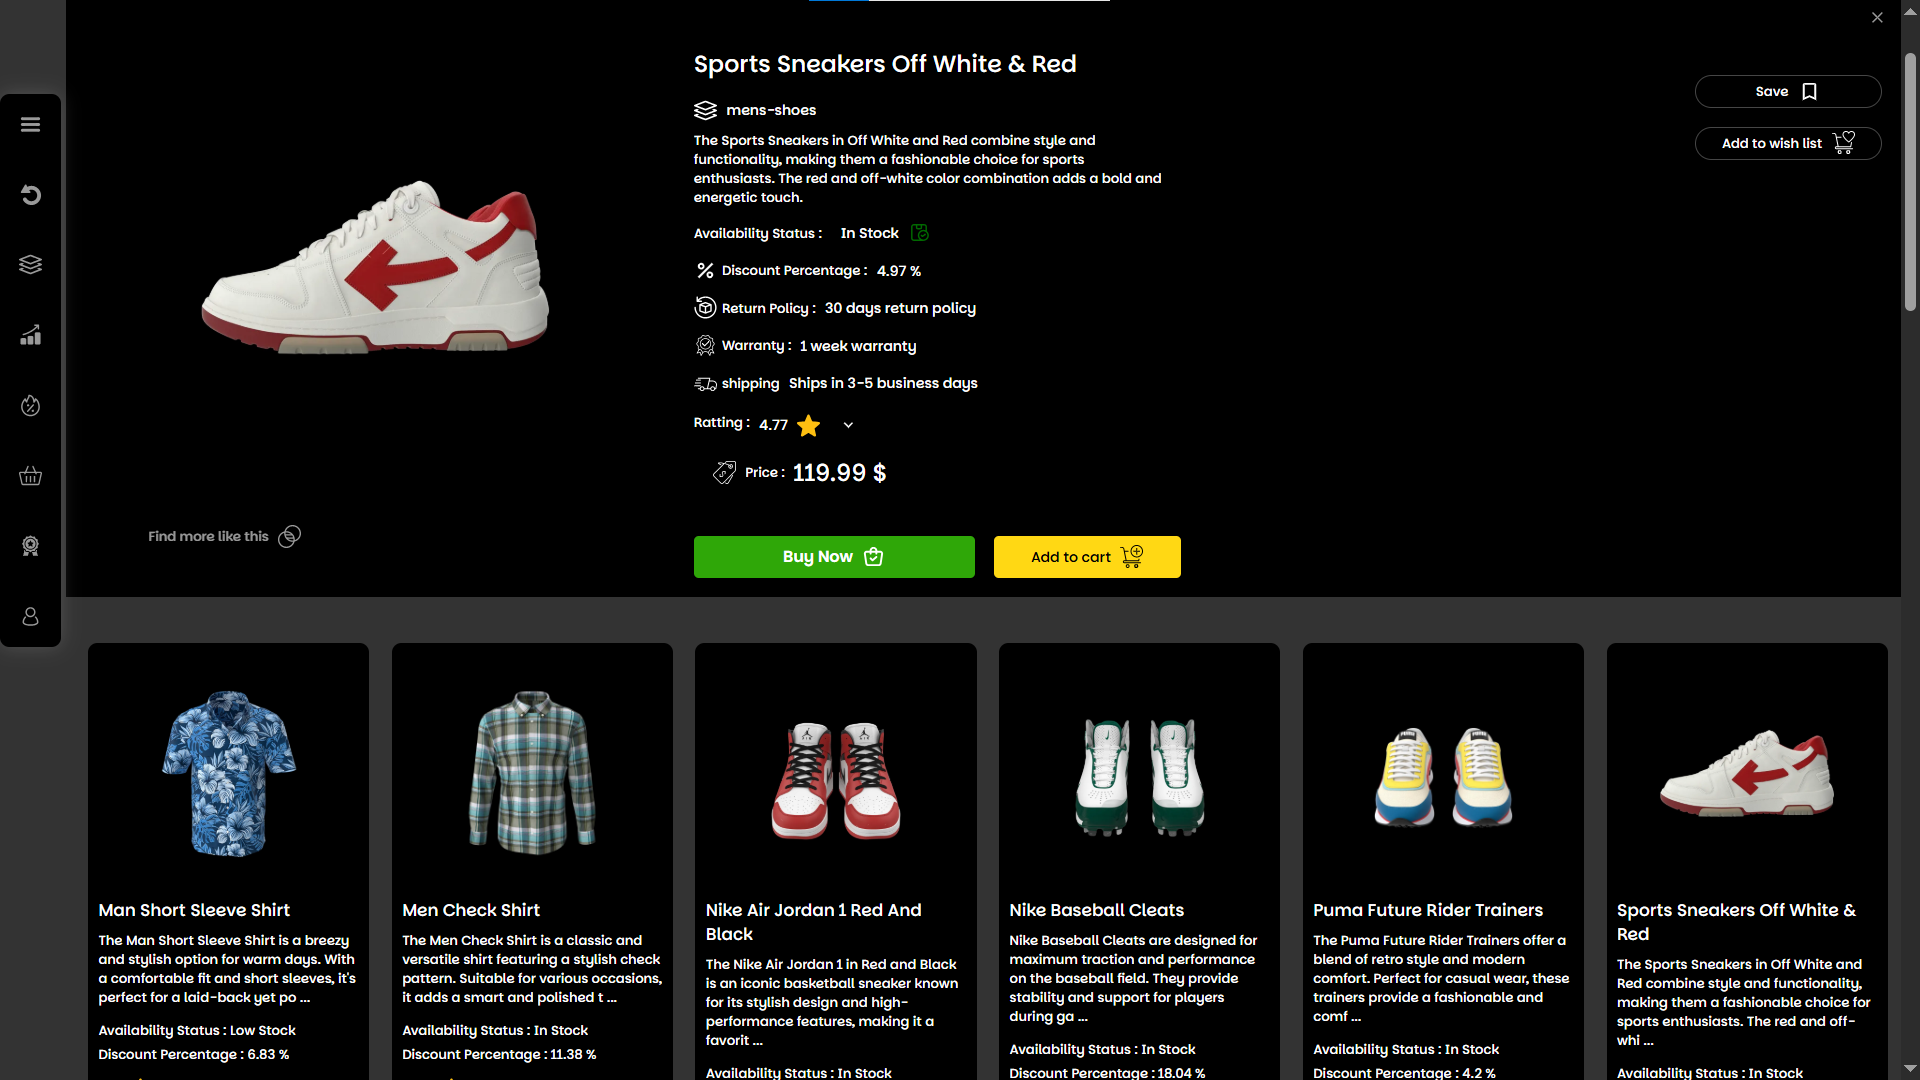 Sports Sneakers Off White & Red
Save
mens-shoes
Add to wish list
The Sports Sneakers in Off White and Red combine style and
functionality, making them a fashionable choice for sports
enthusiasts. The red and off-white color combination adds a bold and
energetic touch.
Availability Status : In Stock
Discount Percentage : 4.97 %
Return Policy : 30 days return policy
Warranty : 1 week warranty
shipping Ships in 3-5 business days
Ratting : 4.77
Price : 119.99 $
Find more like this
Buy Now
Add to cart
Man Short Sleeve Shirt
The Man Short Sleeve Shirt is a breezy
and stylish option for warm days. With
a comfortable fit and short sleeves, it's
perfect for a laid-back yet po ...
Availability Status : Low Stock
Discount Percentage : 6.83 %
Men Check Shirt
The Men Check Shirt is a classic and
versatile shirt featuring a stylish check
pattern. Suitable for various occasions,
it adds a smart and polished t ...
Availability Status : In Stock
Discount Percentage : 11.38 %
Nike Air Jordan 1 Red And
Black
The Nike Air Jordan 1 in Red and Black
is an iconic basketball sneaker known
for its stylish design and high-
performance features, making it a
favorit ...
Availability Status : In Stock
Nike Baseball Cleats
Nike Baseball Cleats are designed for
maximum traction and performance
on the baseball field. They provide
stability and support for players
during ga ...
Availability Status : In Stock
Discount Percentage : 18.04 %
Puma Future Rider Trainers
The Puma Future Rider Trainers offer a
blend of retro style and modern
comfort. Perfect for casual wear, these
trainers provide a fashionable and
comf ...
Availability Status : In Stock
Discount Percentage : 4.2 %
Sports Sneakers Off White &
Red
The Sports Sneakers in Off White and
Red combine style and functionality,
making them a fashionable choice for
sports enthusiasts. The red and off-
whi ...
Availability Status : In Stock